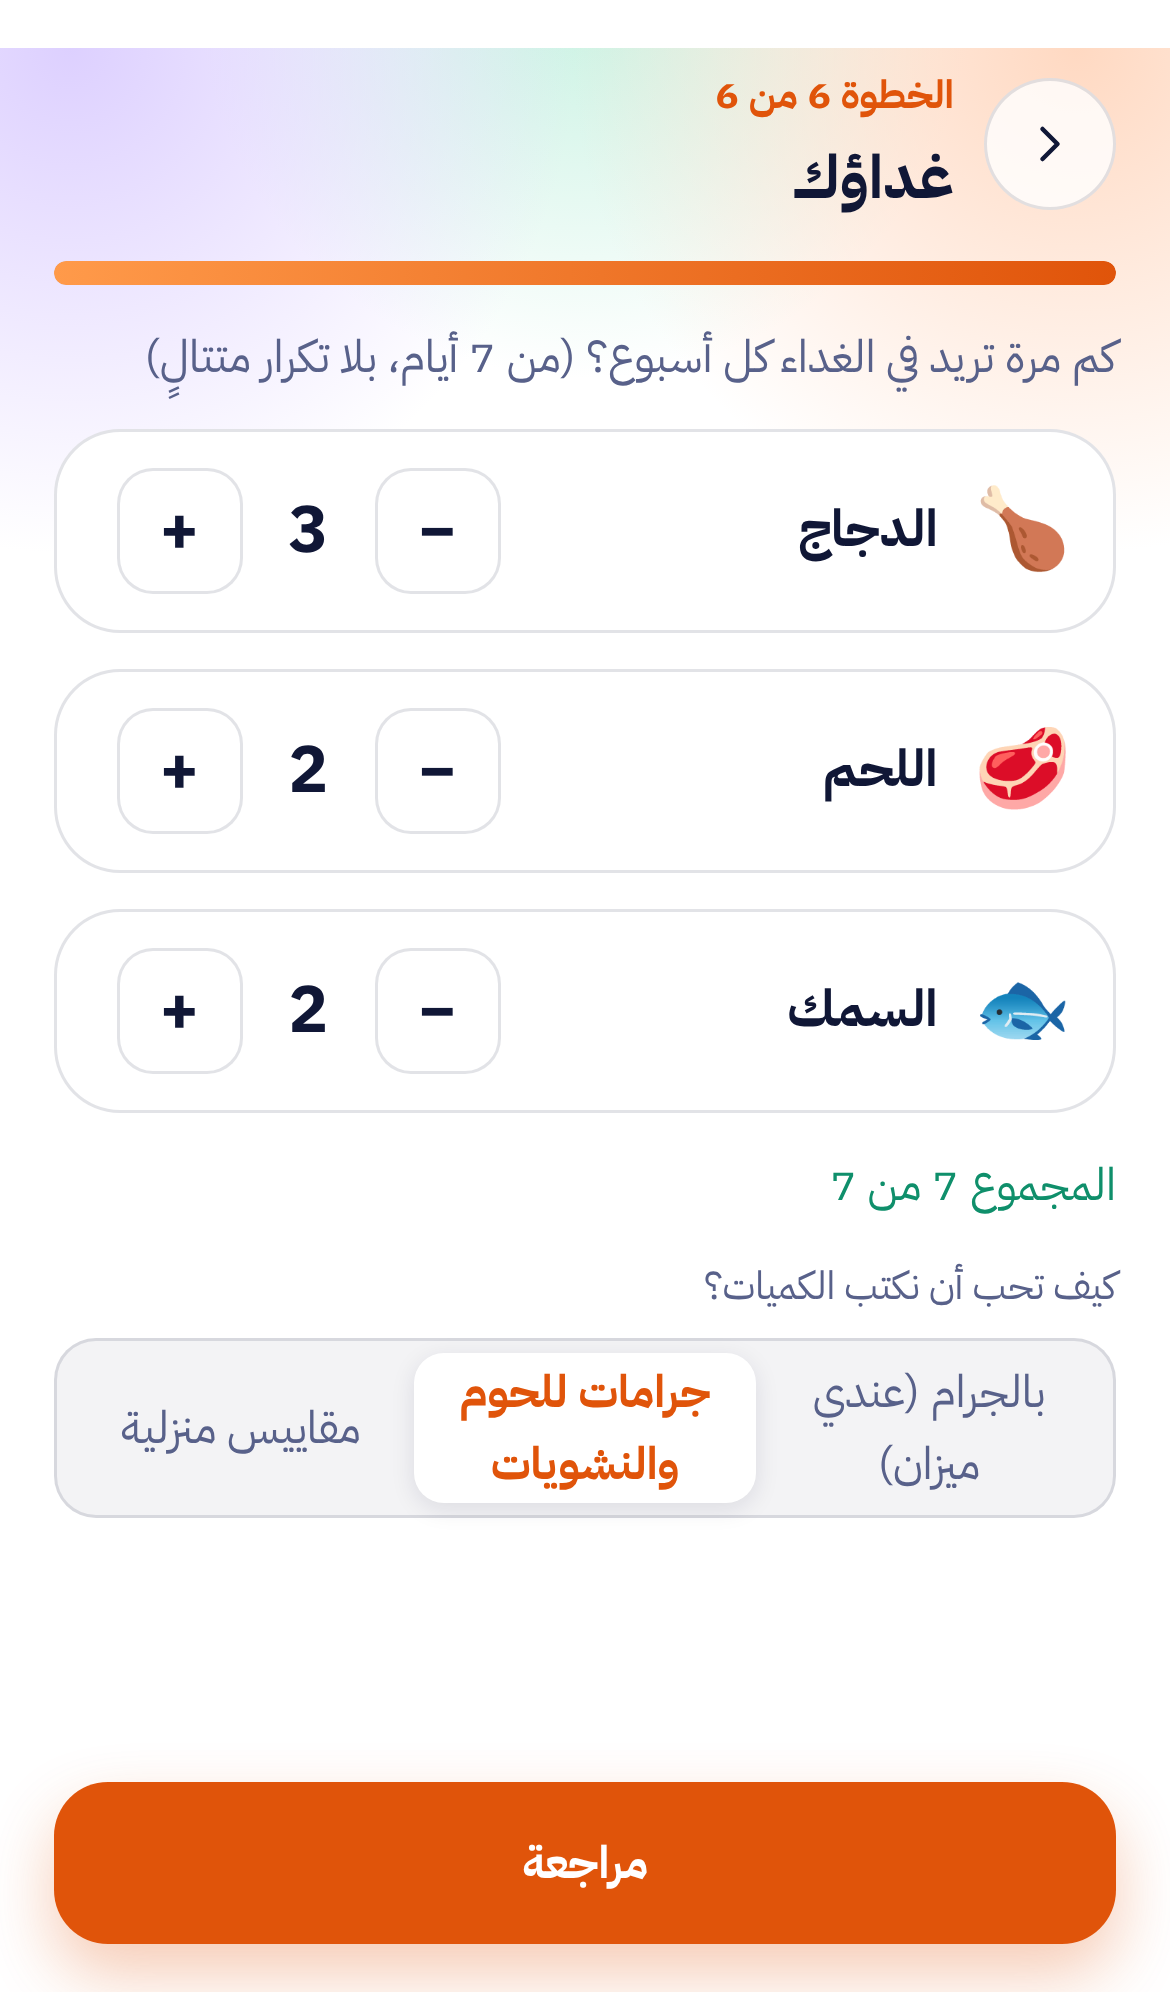 الخطوة 6 من 6
غداؤك
كم مرة تريد في الغداء كل أسبوع؟ (من 7 أيام، بلا تكرار متتالٍ)
الدجاج − 3 +
اللحم − 2 +
السمك − 2 +
المجموع 7 من 7
كيف تحب أن نكتب الكميات؟
بالجرام (عندي
ميزان)
جرامات للحوم
والنشويات
مقاييس منزلية
مراجعة